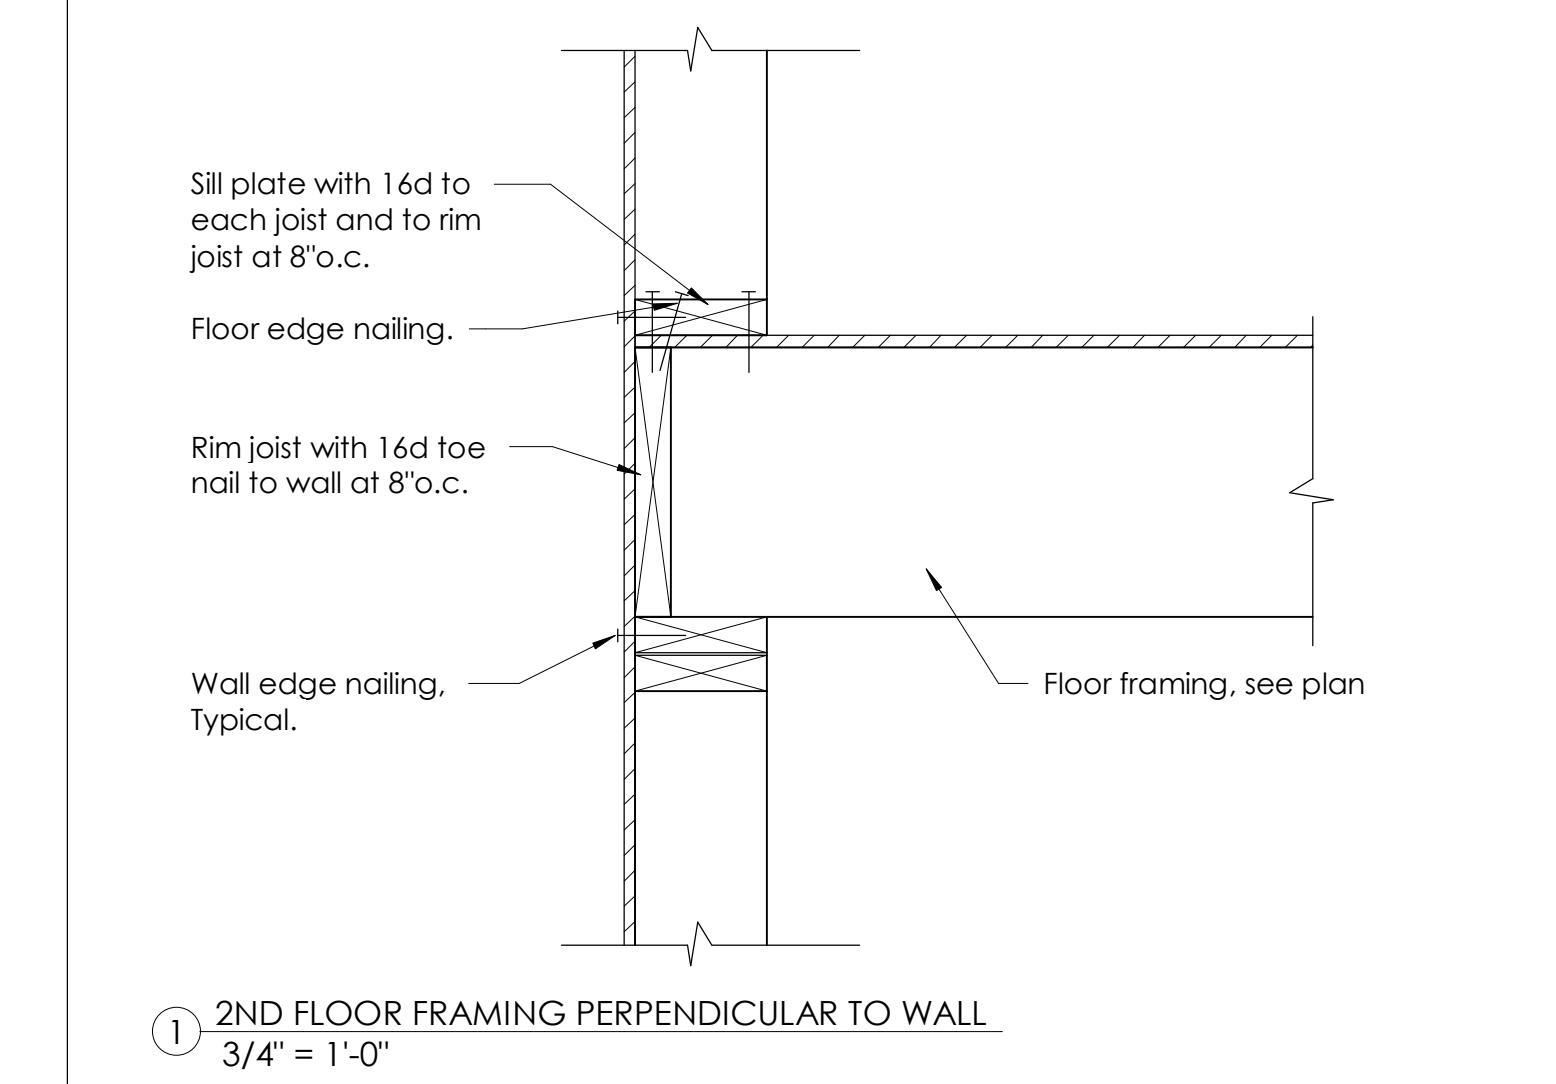 Sill plate with 16d to
each joist and to rim
joist at 8"o.c.
Floor edge nailing.
Rim joist with 16d toe
nail to wall at 8"o.c.
Wall edge nailing,
Typical.
Floor framing, see plan
1
2ND FLOOR FRAMING PERPENDICULAR TO WALL
3/4" = 1'-0"